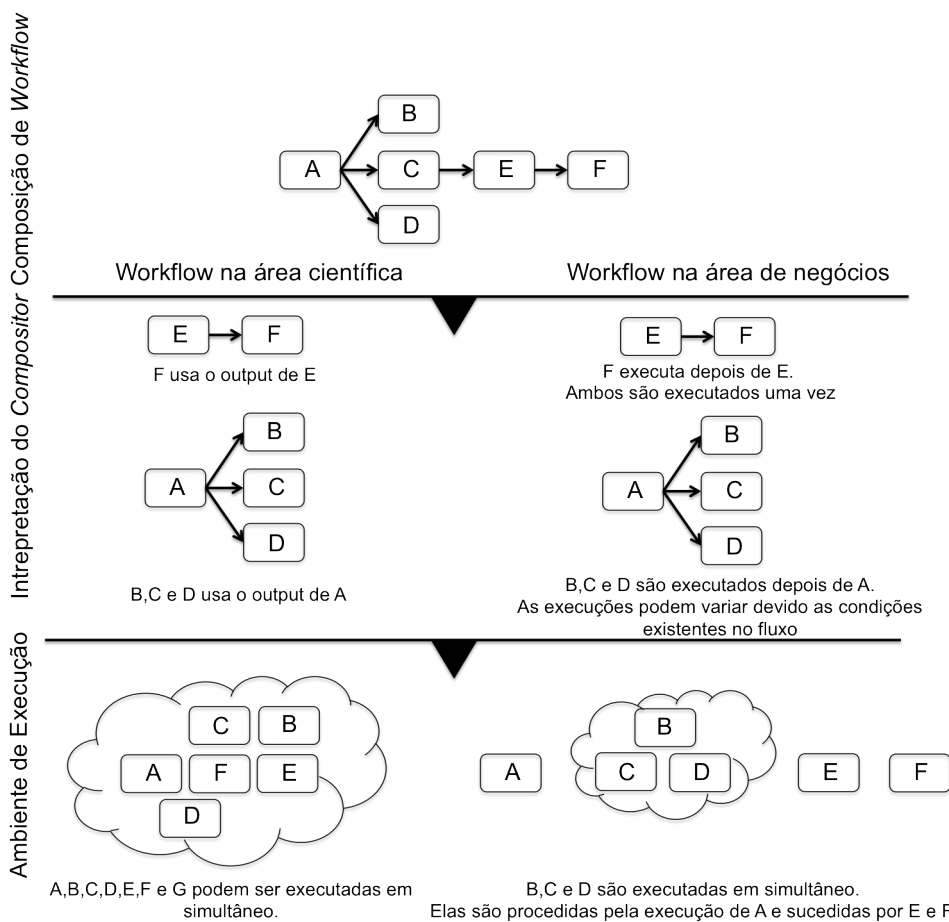 Composição de Workflow
B
A
C
E
F
D
Workflow na área científica
Workflow na área de negócios
Intrepretação do Compositor
E
F
F usa o output de E
B
A
C
D
B,C e D usa o output de A
E
F
F executa depois de E.
Ambos são executados uma vez
B
A
C
D
B,C e D são executados depois de A.
As execuções podem variar devido as condições
existentes no fluxo
Ambiente de Execução
C
B
A
F
E
D
A,B,C,D,E,F e G podem ser executadas em
simultâneo.
B
A
C
D
E
F
B,C e D são executadas em simultâneo.
Elas são procedidas pela execução de A e sucedidas por E e F